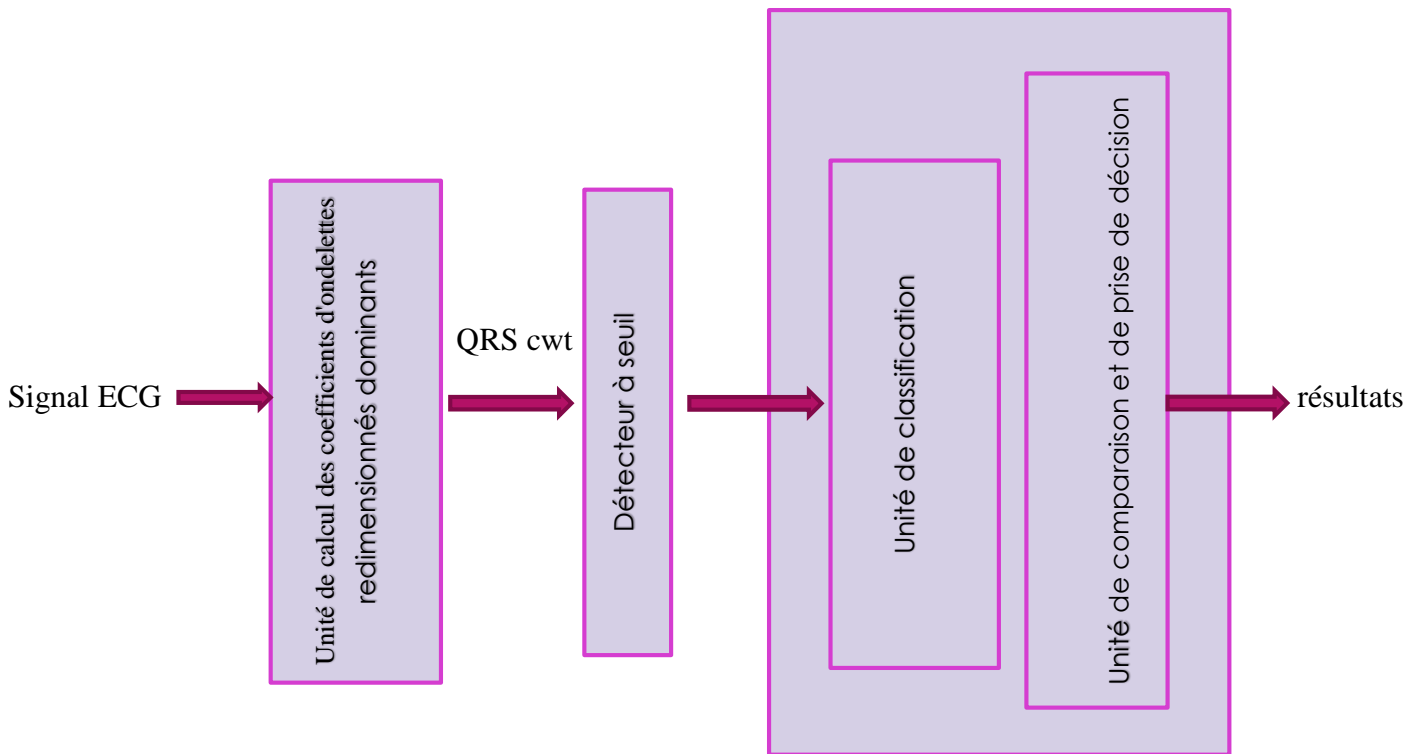 Signal ECG
Unité de calcul des coefficients d'ondelettes
redimensionnés dominants
QRS cwt
Détecteur à seuil
Unité de classification
Unité de comparaison et de prise de décision
résultats